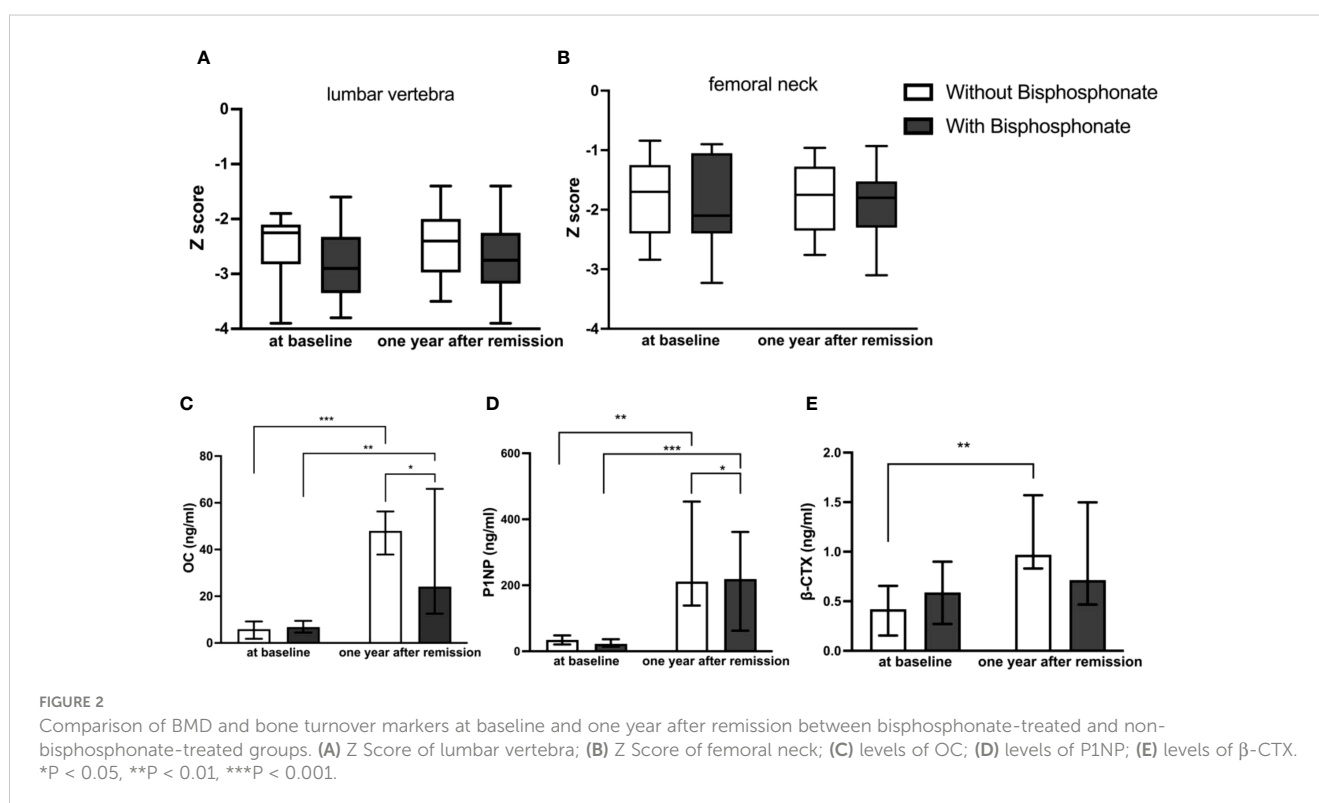 A
lumbar vertebra
Z score
0
-1
-2
-3
-4
at baseline
one year after remission
B
femoral neck
Z score
0
-1
-2
-3
-4
at baseline
one year after remission
Without Bisphosphonate
With Bisphosphonate
C
***
**
*
OC (ng/ml)
80
60
40
20
0
at baseline
one year after remission
D
**
***
*
P1NP (ng/ml)
600
400
200
0
at baseline
one year after remission
E
**
β-CTX (ng/ml)
2.0
1.5
1.0
0.5
0.0
at baseline
one year after remission
FIGURE 2
Comparison of BMD and bone turnover markers at baseline and one year after remission between bisphosphonate-treated and non-
bisphosphonate-treated groups. (A) Z Score of lumbar vertebra; (B) Z Score of femoral neck; (C) levels of OC; (D) levels of P1NP; (E) levels of β-CTX.
*P < 0.05, **P < 0.01, ***P < 0.001.